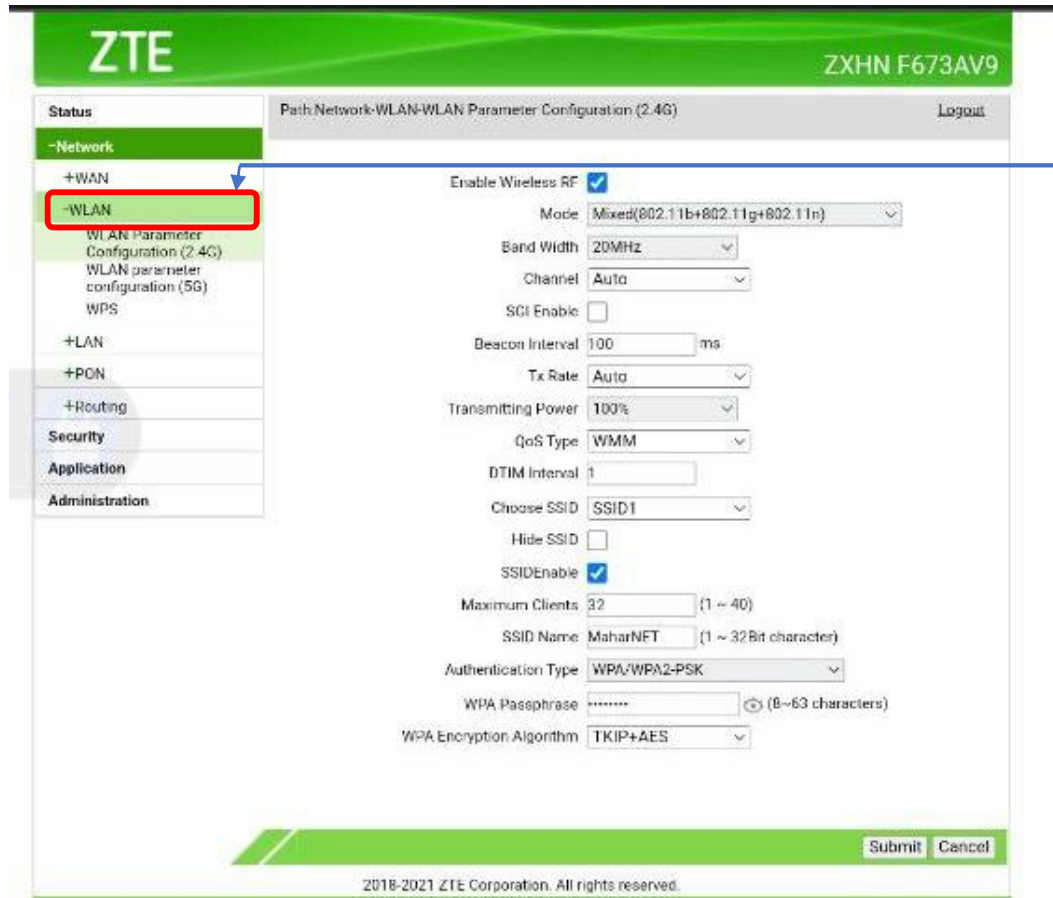 ZTE
ZXHN F673AV9
Status
Path:Network-WLAN-WLAN Parameter Configuration (2.4G)
Logout
-Network
+WAN
-WLAN
WLAN Parameter
Configuration (2.4G)
WLAN parameter
configuration (5G)
WPS
+LAN
+PON
+Routing
Security
Application
Administration
Enable Wireless RF
Mode Mixed(802.11b+802.11g+802.11n)
Band Width 20MHz
Channel Auto
SGI Enable
Beacon Interval 100 ms
Tx Rate Auto
Transmitting Power 100%
QoS Type WMM
DTIM Interval 1
Choose SSID SSID1
Hide SSID
SSIDEnable
Maximum Clients 32 (1 ~ 40)
SSID Name MaharNET (1 ~ 32Bit character)
Authentication Type WPA/WPA2-PSK
WPA Passphrase ········ (8~63 characters)
WPA Encryption Algorithm TKIP+AES
Submit Cancel
2018-2021 ZTE Corporation. All rights reserved.